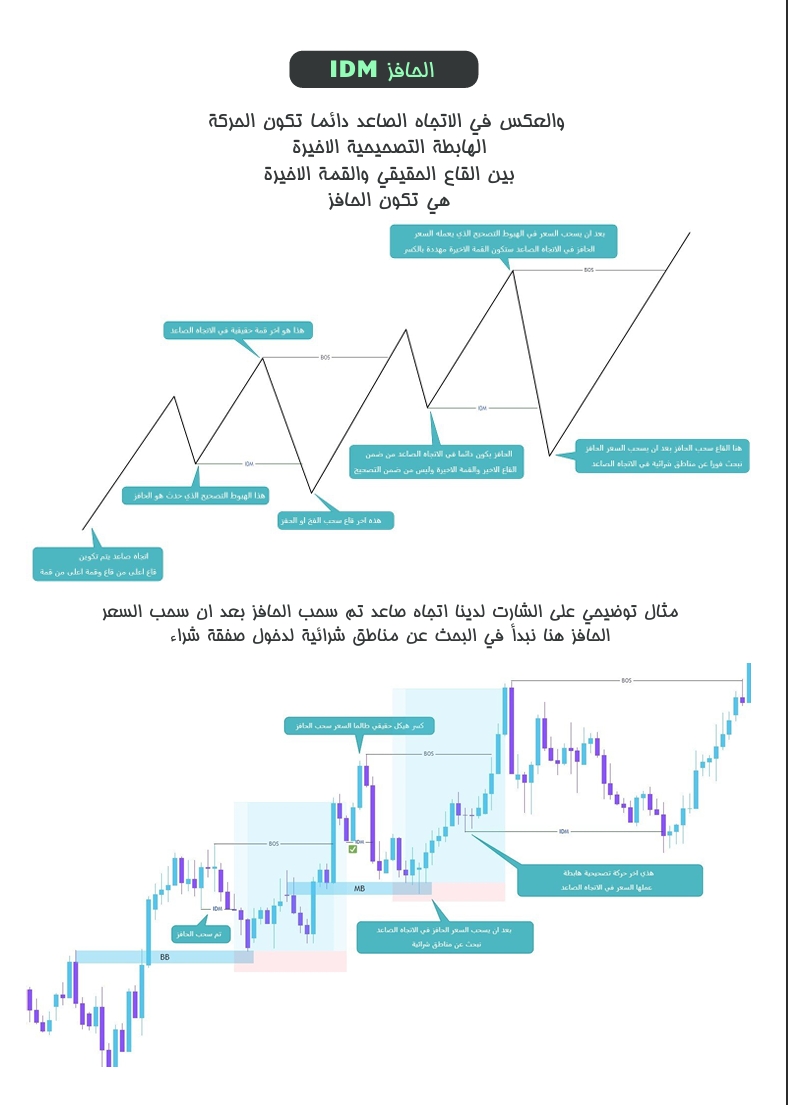 الحافز IDM
والعكس في الاتجاه الصاعد دائما تكون الحركة
الهابطة التصحيحية الاخيرة
بين القاع الحقيقي والقمة الاخيرة
هي تكون الحافز
بعد ان يسحب السعر في الهبوط التصحيح الذي يعمله السعر
الحافز في الاتجاه الصاعد ستكون القمة الاخيرة مهددة بالكسر
BOS
هذا هو اخر قمة حقيقية في الاتجاه الصاعد
BOS
IDM
الحافز يكون دائما في الاتجاه الصاعد من ضمن
القاع الاخير والقمة الاخيرة وليس من ضمن التصحيح
هنا القاع سحب الحافز بعد ان يسحب السعر الحافز
نبحث فورا عن مناطق شرائية في الاتجاه الصاعد
IDM
هذا الهبوط التصحيح الذي حدث هو الحافز
هذه اخر قاع سحب الفخ او الحفز
اتجاه صاعد يتم تكوين
قاع اعلى من قاع وقمة اعلى من قمة
مثال توضيحي على الشارت لدينا اتجاه صاعد تم سحب الحافز بعد ان سحب السعر
الحافز هنا نبدأ في البحث عن مناطق شرائية لدخول صفقة شراء
BOS
كسر هيكل حقيقي طالما السعر سحب الحافز
BOS
IDM
BOS
IDM
هذي اخر حركة تصحيحية هابطة
عملها السعر في الاتجاه الصاعد
MB
IDM
تم سحب الحافز
بعد ان يسحب السعر الحافز في الاتجاه الصاعد
نبحث عن مناطق شرائية
BB